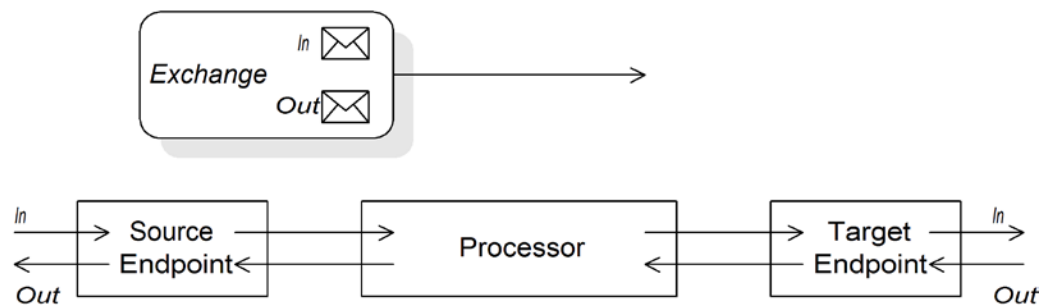 In
Exchange
Out
In
Source
Endpoint
Out
Processor
Target
Endpoint
In
Out